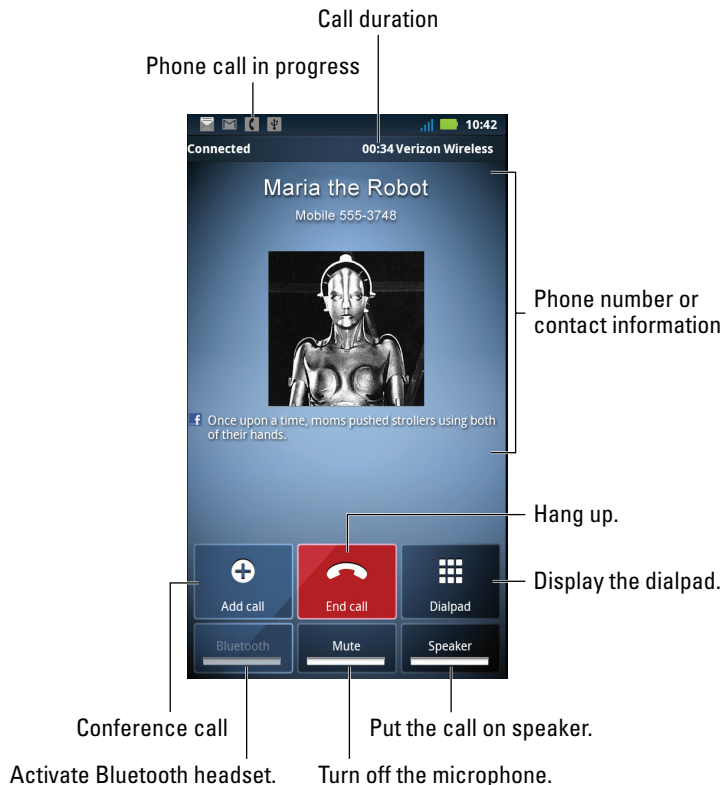 Call duration
Phone call in progress
10:42
Connected
00:34 Verizon Wireless
Maria the Robot
Mobile 555-3748
Phone number or
contact information
f Once upon a time, moms pushed strollers using both
of their hands.
Hang up.
Add call
End call
Dialpad
Display the dialpad.
Bluetooth
Mute
Speaker
Conference call
Put the call on speaker.
Activate Bluetooth headset.
Turn off the microphone.